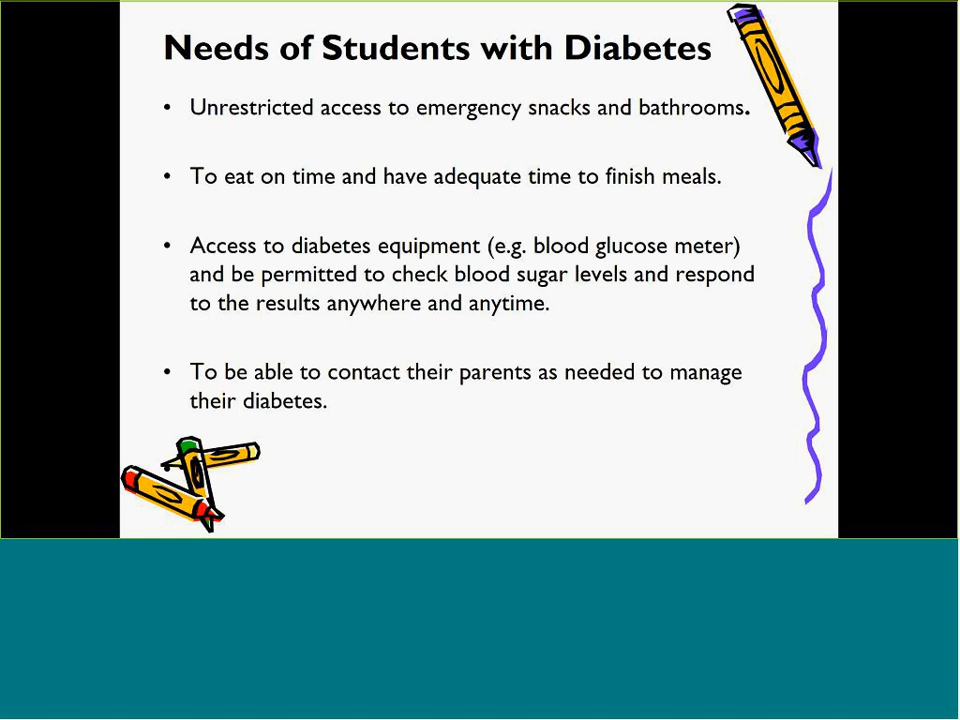 Needs of Students with Diabetes
• Unrestricted access to emergency snacks and bathrooms.
• To eat on time and have adequate time to finish meals.
• Access to diabetes equipment (e.g. blood glucose meter)
and be permitted to check blood sugar levels and respond
to the results anywhere and anytime.
• To be able to contact their parents as needed to manage
their diabetes.